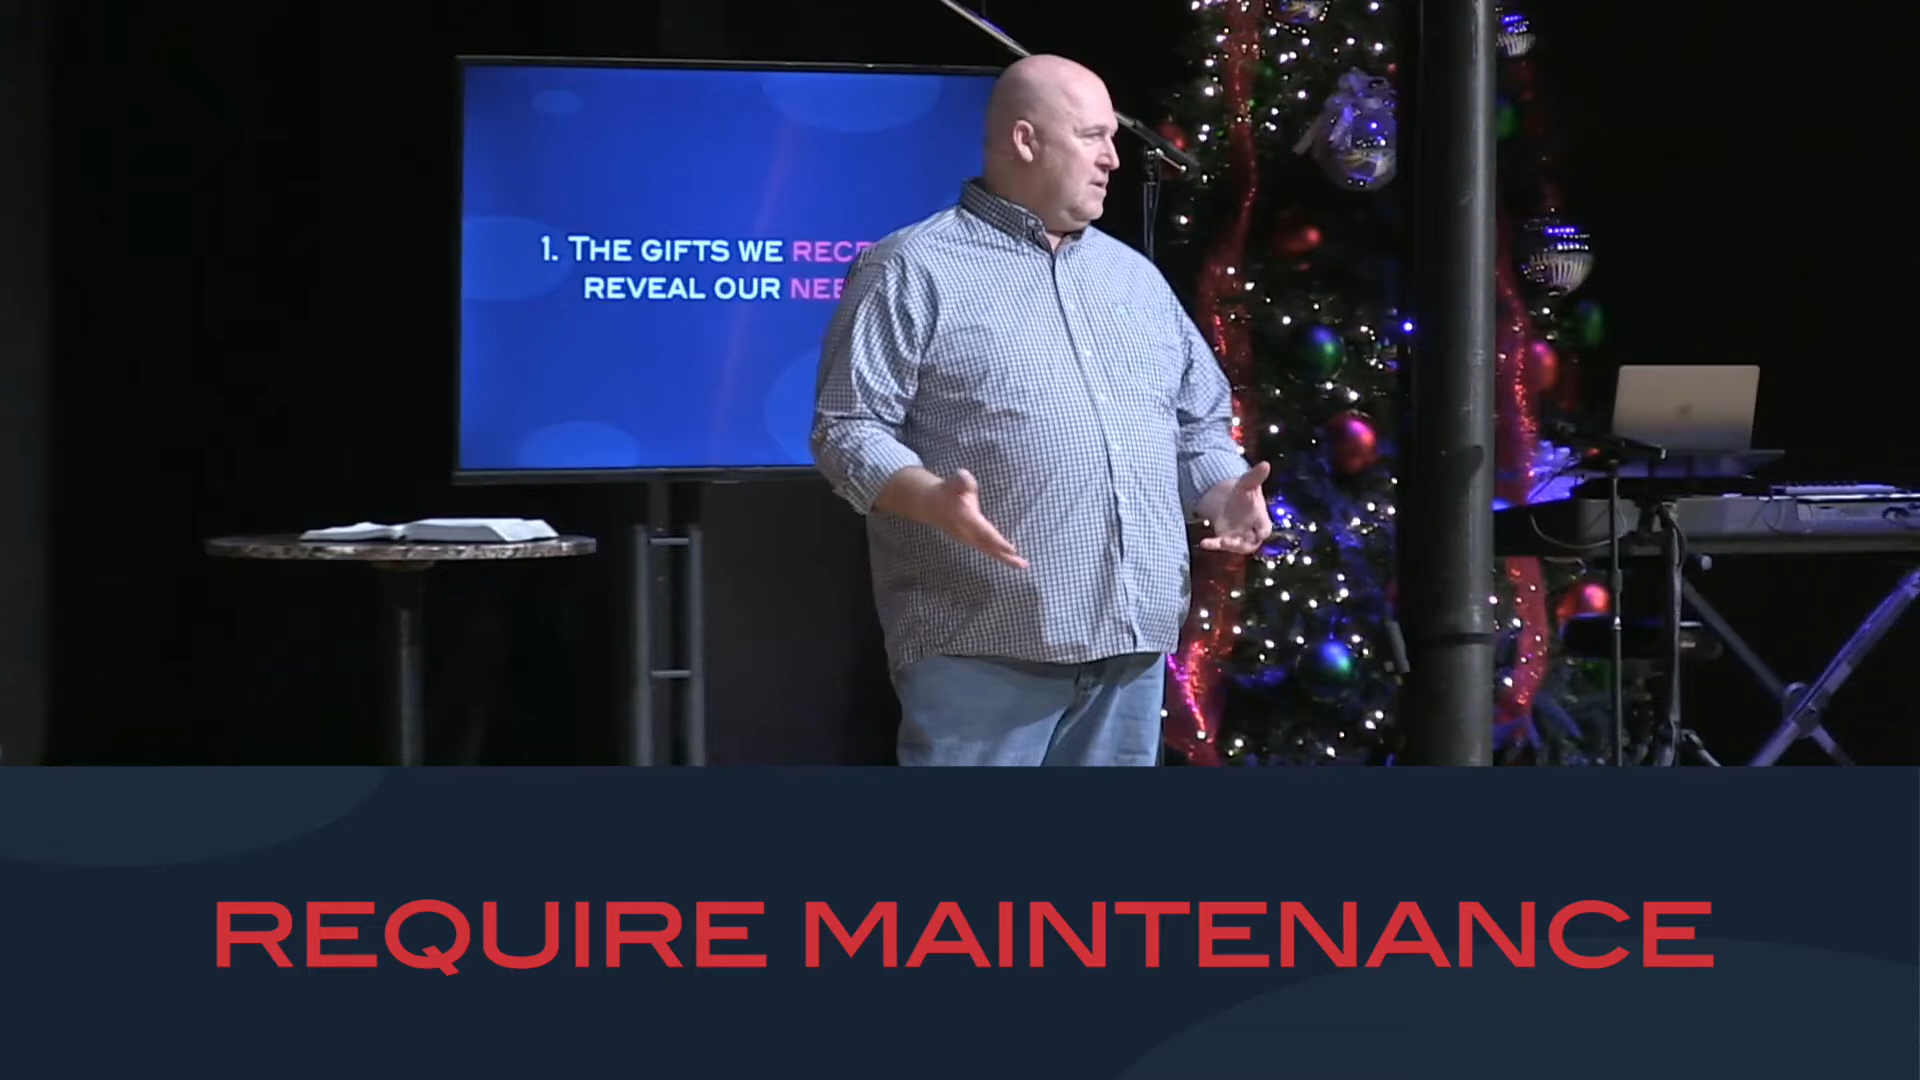 1. THE GIFTS WE
REVEAL OUR
REQUIRE MAINTENANCE